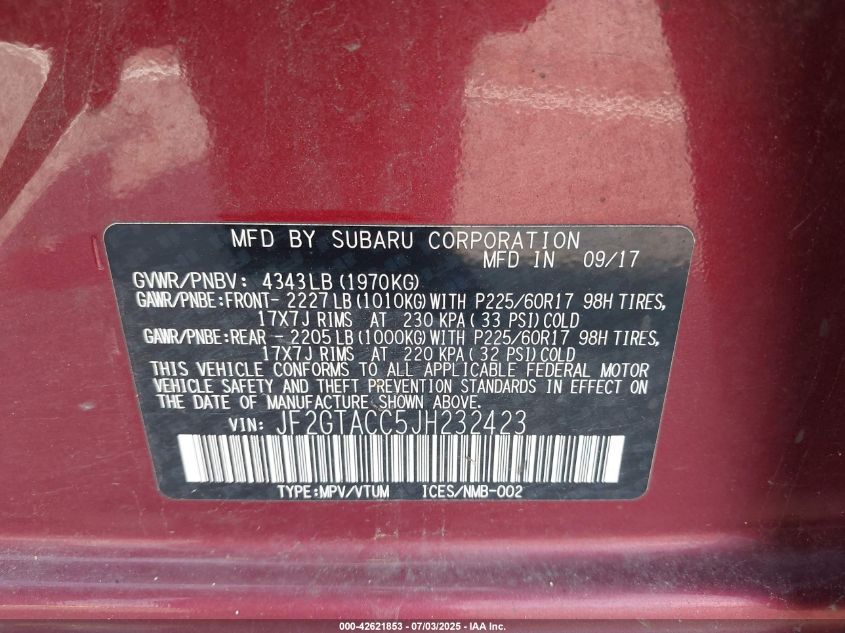 MFD BY SUBARU CORPORATION
MFD IN 09/17
GVWR/PNBV: 4343LB (1970KG)
GAWR/PNBE:FRONT- 2227LB (1010KG) WITH P225/60R17 98H TIRES,
17X7J RIMS AT 230 KPA (33 PSI) COLD
GAWR/PNBE:REAR - 2205LB (1000KG) WITH P225/60R17 98H TIRES,
17X7J RIMS AT 220 KPA (32 PSI) COLD
THIS VEHICLE CONFORMS TO ALL APPLICABLE FEDERAL MOTOR
VEHICLE SAFETY AND THEFT PREVENTION STANDARDS IN EFFECT ON
THE DATE OF MANUFACTURE SHOWN ABOVE.
VIN: JF2GTACC5JH232423
TYPE:MPV/VTUM ICES/NMB-002
000-42621853 - 07/03/2025 - IAA Inc.